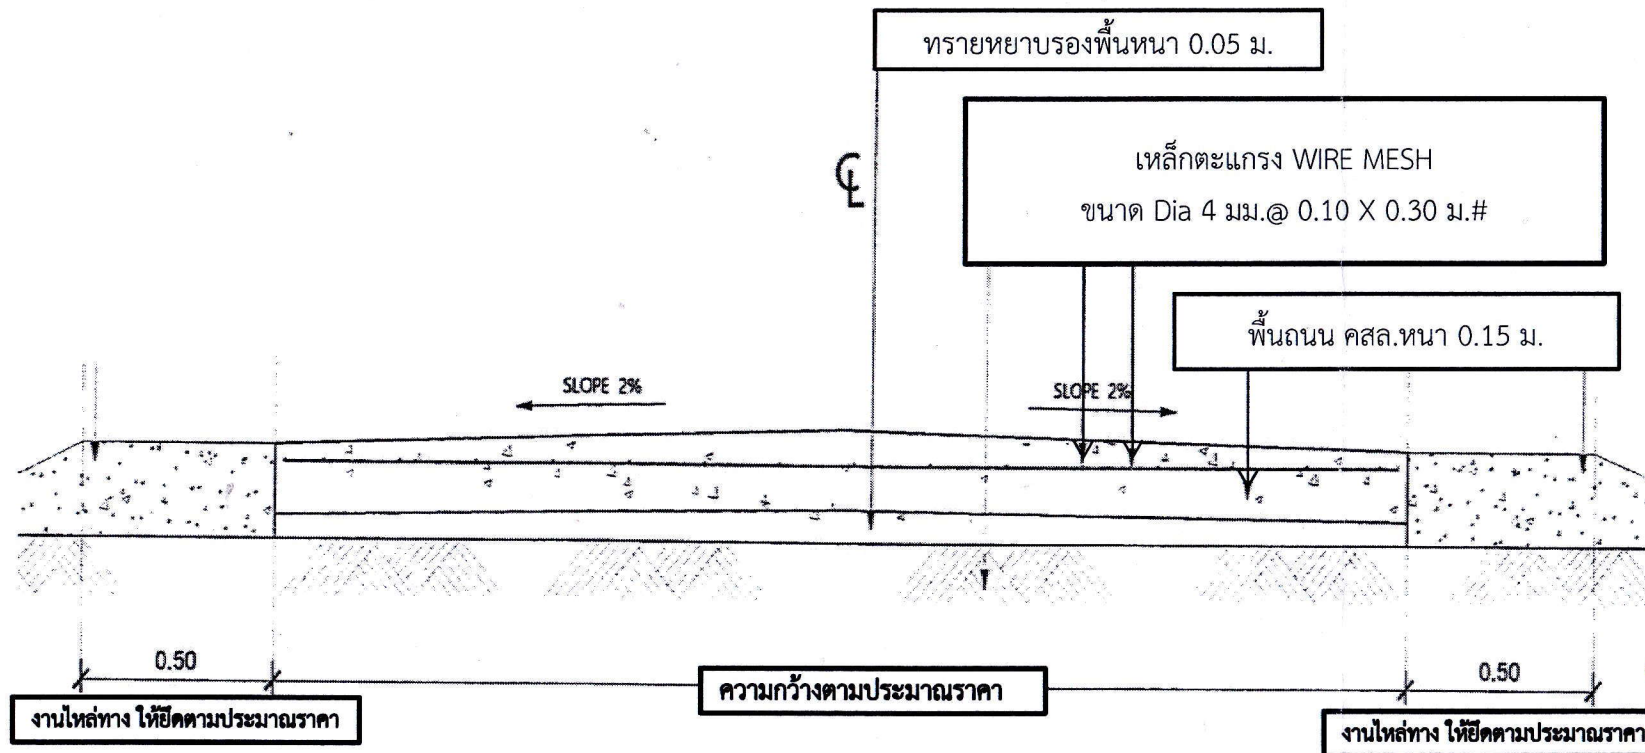 ทรายหยาบรองพื้นหนา 0.05 ม.
เหล็กตะแกรง WIRE MESH
ขนาด Dia 4 มม.@ 0.10 X 0.30 ม.#
℄
พื้นถนน คสล.หนา 0.15 ม.
SLOPE 2%
SLOPE 2%
0.50
ความกว้างตามประมาณราคา
0.50
งานไหล่ทาง ให้ยึดตามประมาณราคา
งานไหล่ทาง ให้ยึดตามประมาณราคา